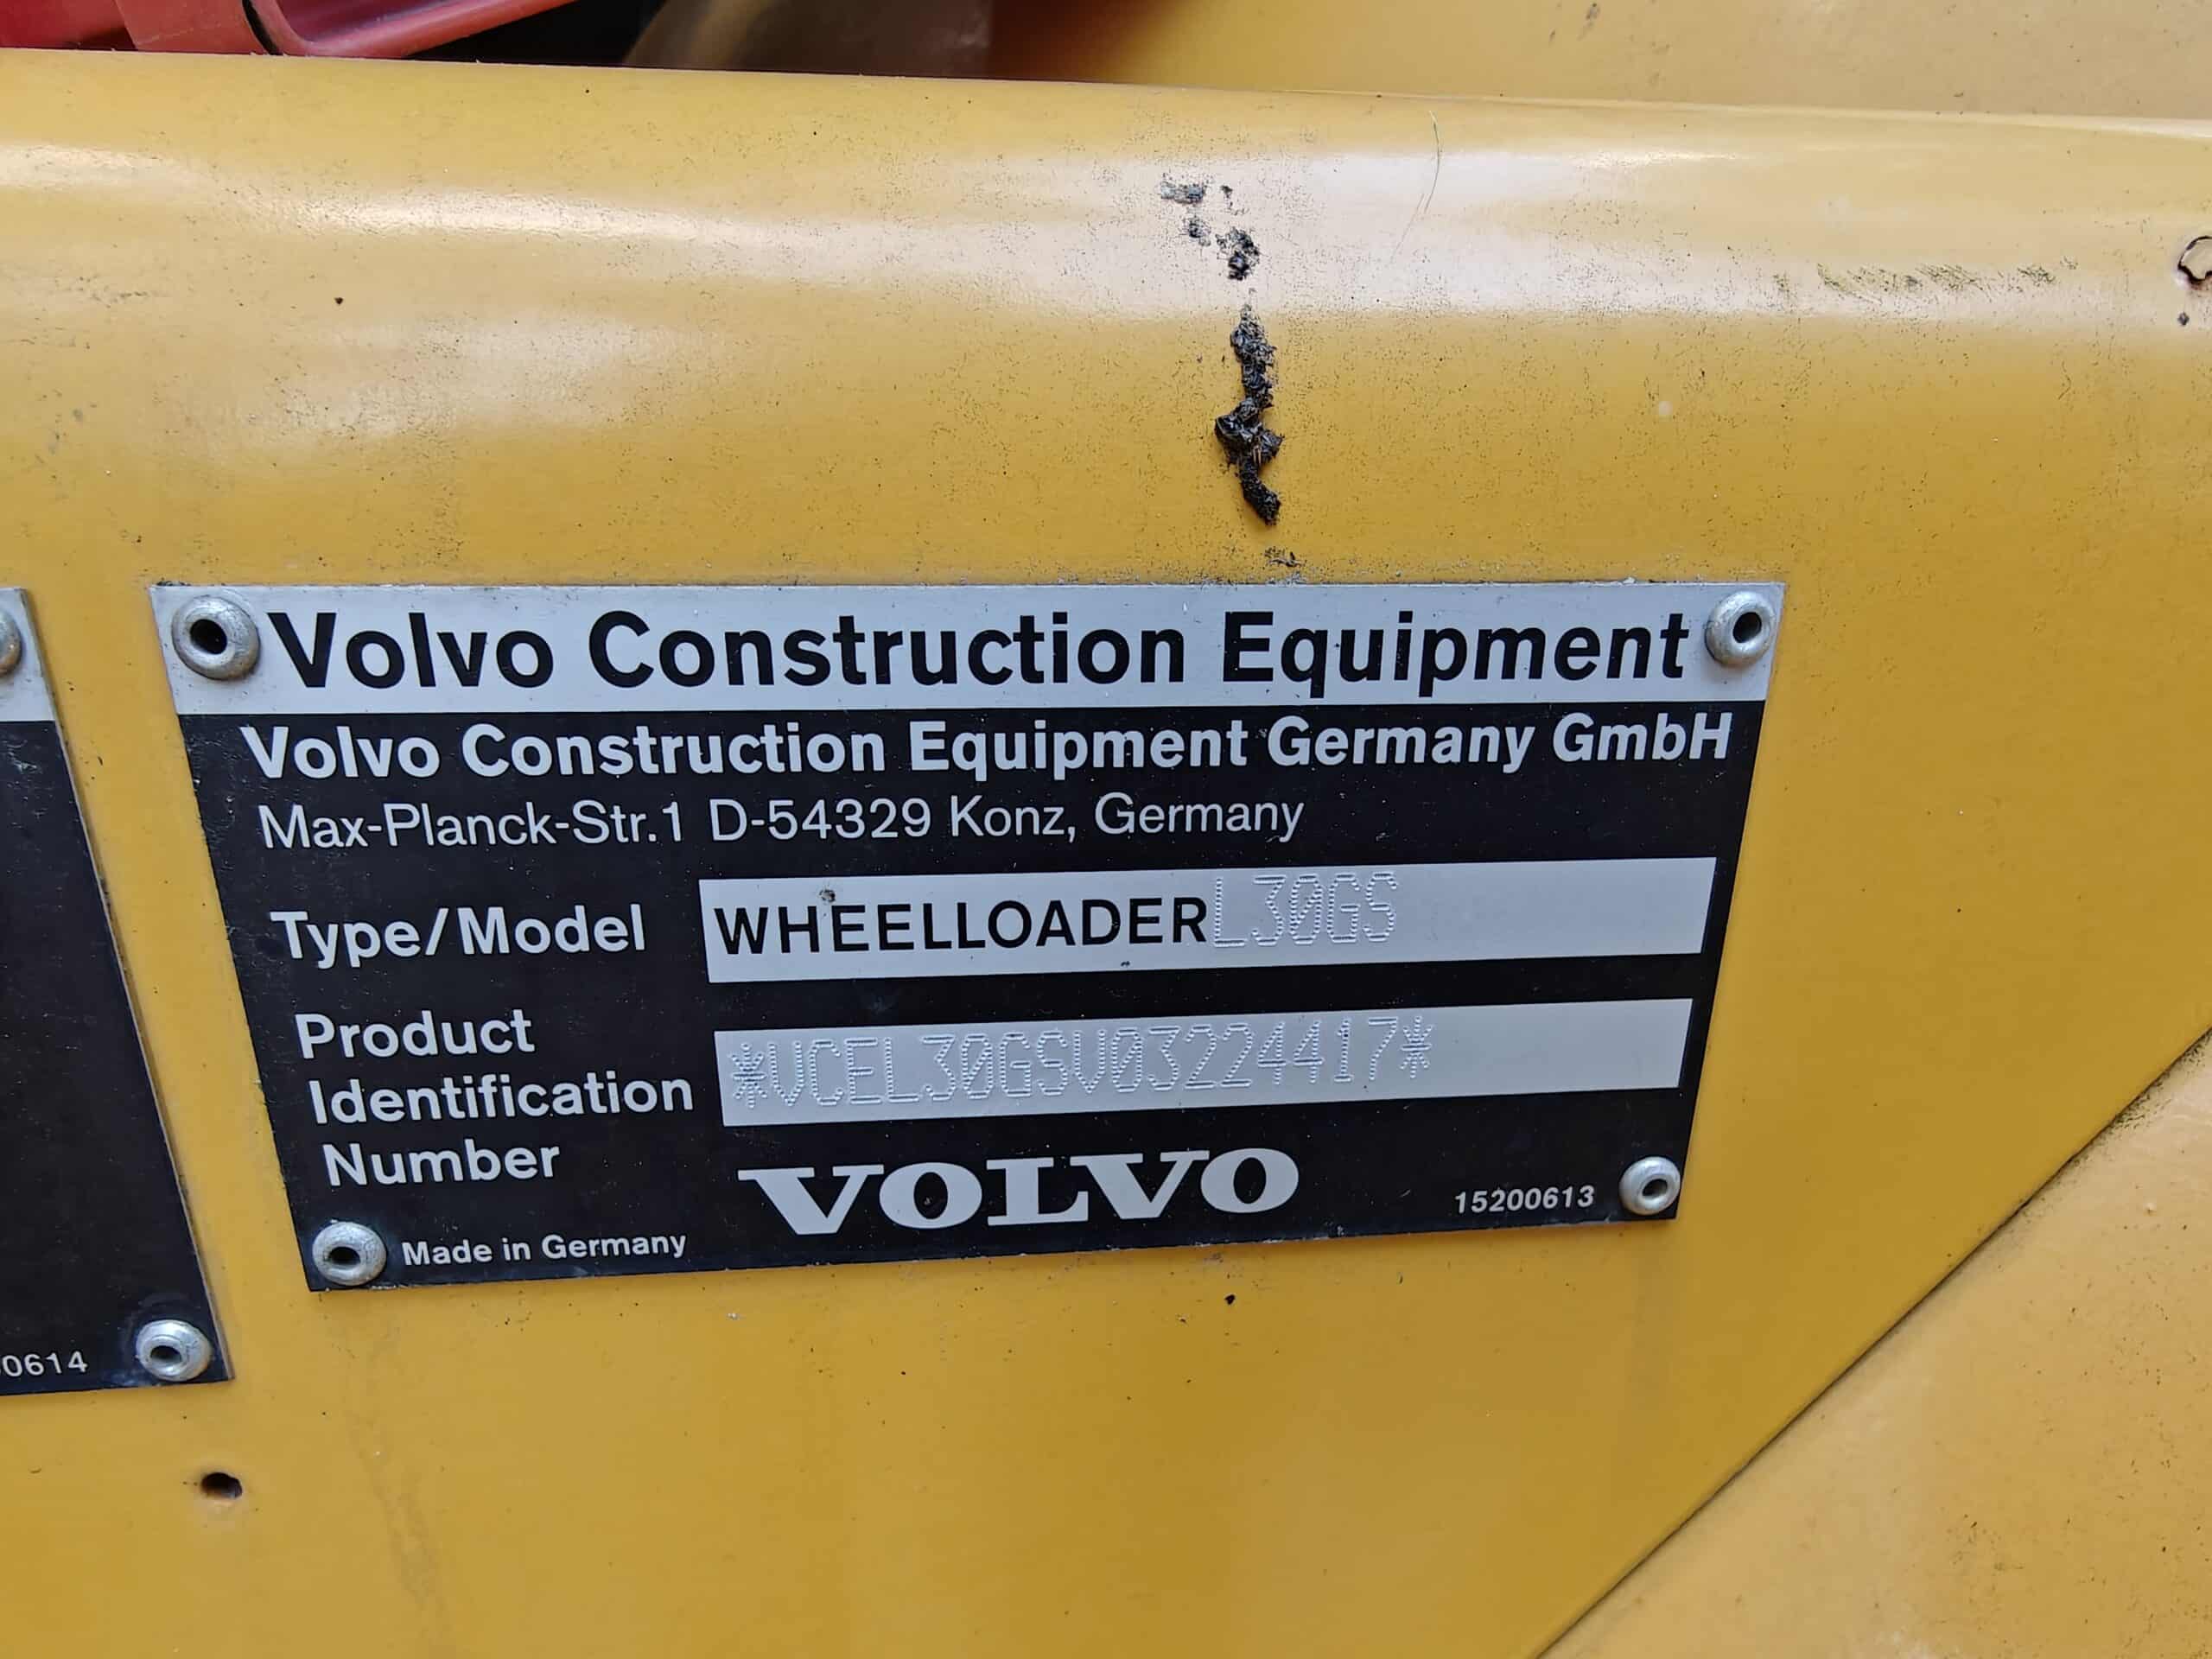 Volvo Construction Equipment
Volvo Construction Equipment Germany GmbH
Max-Planck-Str.1 D-54329 Konz, Germany
Type/Model WHEELLOADER L30GS
Product
Identification
Number
*VCEL30GSV03224417*
VOLVO
15200613
Made in Germany
0614